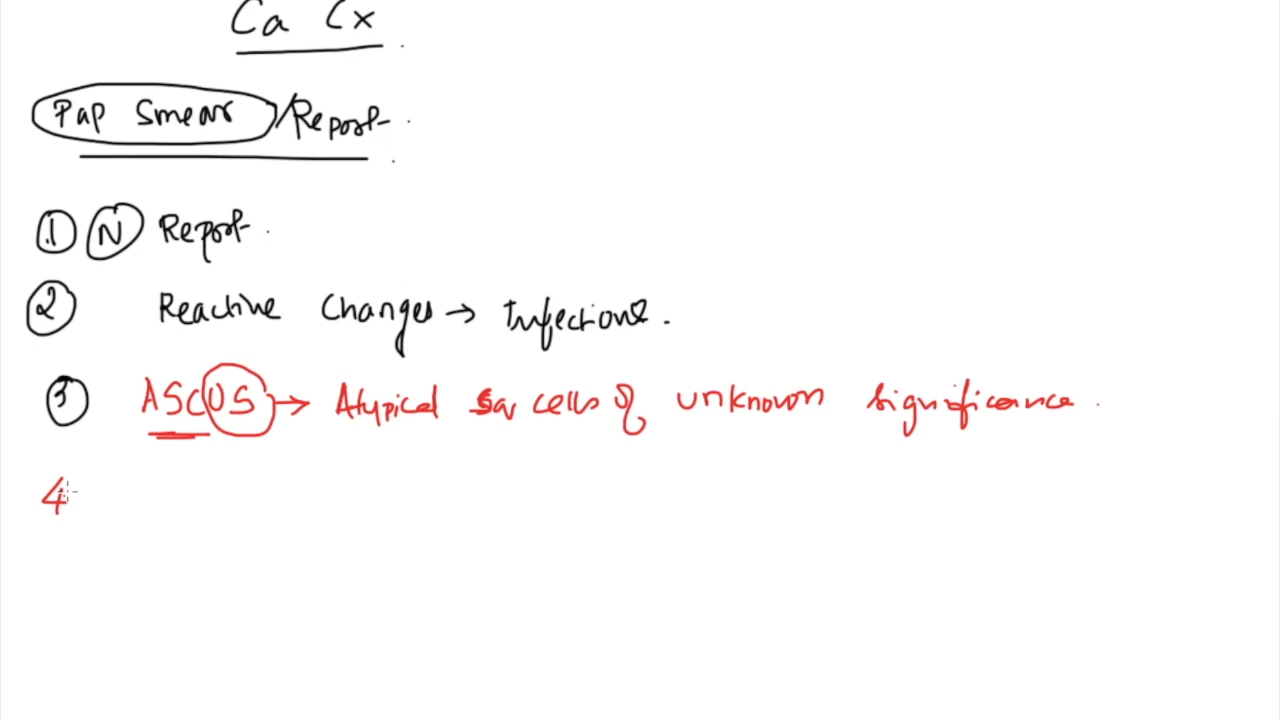 Ca Cx
Pap Smear /Report
① Ⓝ Report.
② Reactive Changes → Infections.
③ ASCUS → Atypical Sq cells of unknown significance.
4